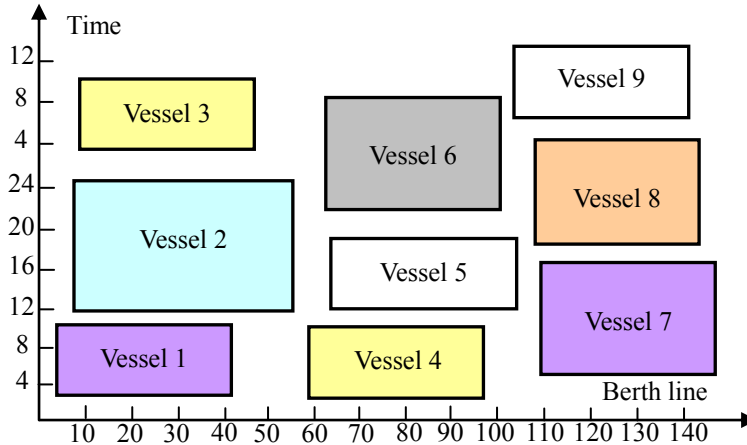 Time
12
Vessel 9
8
Vessel 3
4
Vessel 6
24
Vessel 8
20
Vessel 2
16
Vessel 5
12
Vessel 7
8
Vessel 1
Vessel 4
4
Berth line
10 20 30 40 50 60 70 80 90 100 110 120 130 140